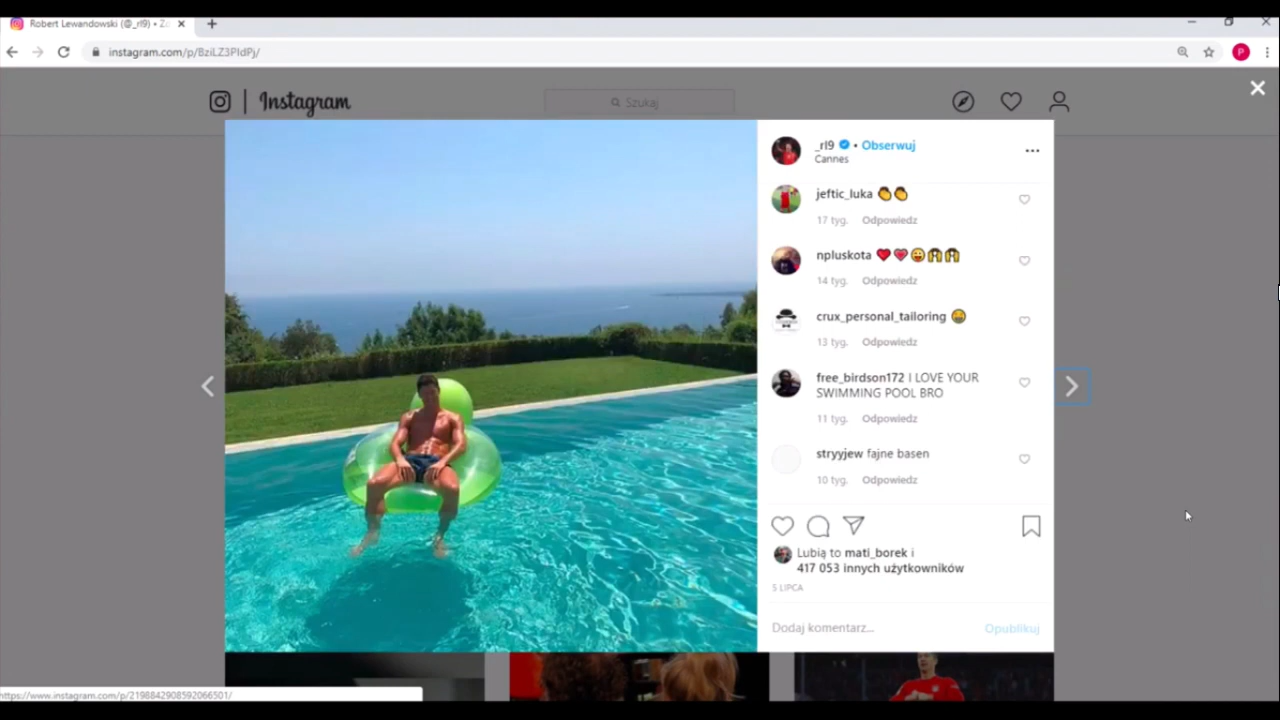 Robert Lewandowski (@_rl9) • Z
instagram.com/p/BziLZ3PIdPj/
P
Instagram
Szukaj
_rl9 • Obserwuj
Cannes
jeftic_luka 👏👏
17 tyg. Odpowiedz
npluskota
14 tyg. Odpowiedz
crux_personal_tailoring
13 tyg. Odpowiedz
free_birdson172 I LOVE YOUR
SWIMMING POOL BRO
11 tyg. Odpowiedz
stryyjew fajne basen
10 tyg. Odpowiedz
Lubią to mati_borek i
417 053 innych użytkowników
5 LIPCA
Dodaj komentarz...
Opublikuj
https://www.instagram.com/p/2198842908592066501/